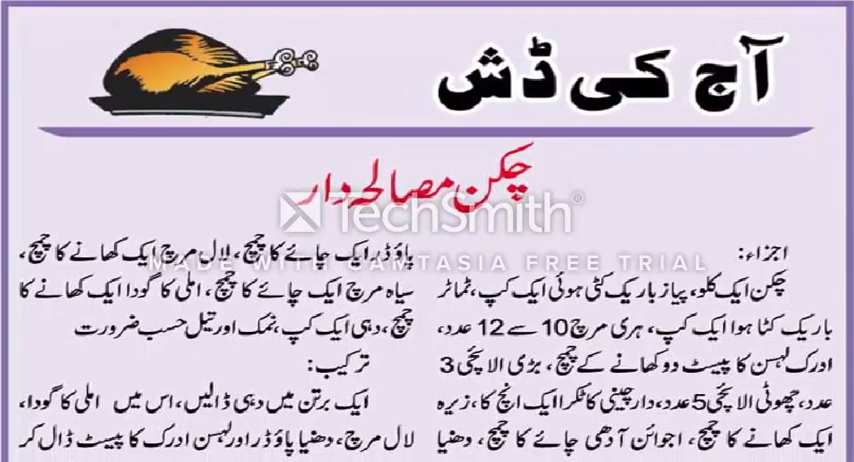 آج کی ڈش
چکن مصالحہ دار
TechSmith®
MADE WITH CAMTASIA FREE TRIAL
اجزاء:
چکن ایک کلو، پیاز باریک کٹی ہوئی ایک کپ، ٹماٹر
باریک کٹا ہوا ایک کپ، ہری مرچ 10 سے 12 عدد،
ادرک لہسن کا پیسٹ دو کھانے کے چمچ، بڑی الائچی 3
عدد، چھوٹی الائچی 5 عدد، دار چینی کا ٹکرا ایک انچ کا، زیرہ
ایک کھانے کا چمچ، اجوائن آدھی چائے کا چمچ، دھنیا
پاؤڈر ایک چائے کا چمچ، لال مرچ ایک کھانے کا چمچ،
سیاہ مرچ ایک چائے کا چمچ، املی کا گودا ایک کھانے کا
چمچ، دہی ایک کپ، نمک اور تیل حسب ضرورت
ترکیب:
ایک برتن میں دہی ڈالیں، اس میں املی کا گودا،
لال مرچ، دھنیا پاؤڈر اور لہسن ادرک کا پیسٹ ڈال کر